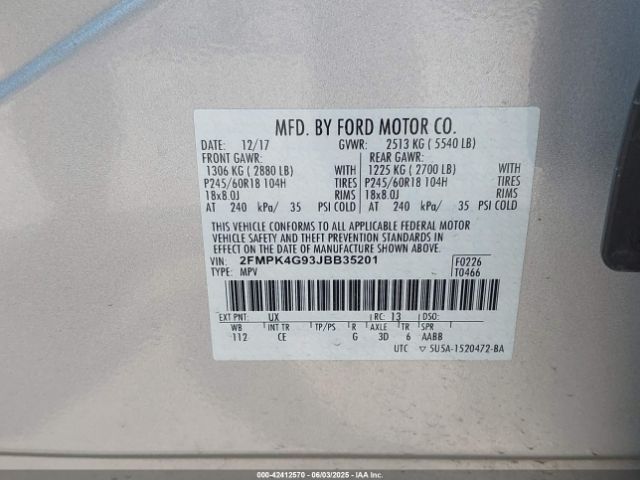 MFD. BY FORD MOTOR CO.
DATE: 12/17 GVWR: 2513 KG ( 5540 LB)
FRONT GAWR: REAR GAWR:
1306 KG ( 2880 LB) WITH 1225 KG ( 2700 LB) WITH
P245/60R18 104H TIRES P245/60R18 104H TIRES
18x8.0J RIMS 18x8.0J RIMS
AT 240 kPa/ 35 PSI COLD AT 240 kPa/ 35 PSI COLD
THIS VEHICLE CONFORMS TO ALL APPLICABLE FEDERAL MOTOR
VEHICLE SAFETY AND THEFT PREVENTION STANDARDS IN
EFFECT ON THE DATE OF MANUFACTURE SHOWN ABOVE.
VIN: 2FMPK4G93JBB35201 F0226
TYPE: MPV T0466
EXT PNT: UX RC: 13 DSO:
WB INT TR TP/PS R AXLE TR SPR
112 CE G 3D 6 AABB
UTC ▽ 5U5A-1520472-BA
000-42412570 - 06/03/2025 - IAAI.COM